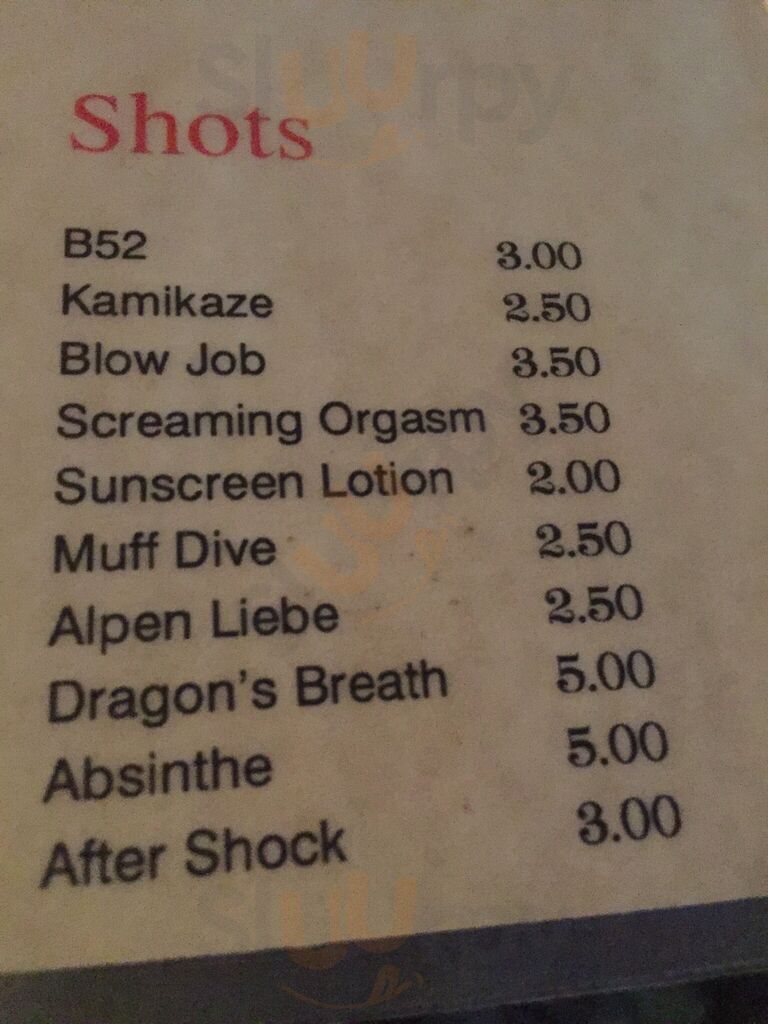 sluurpy
Shots
B52 3.00
Kamikaze 2.50
Blow Job 3.50
Screaming Orgasm 3.50
Sunscreen Lotion 2.00
Muff Dive 2.50
Alpen Liebe 2.50
Dragon's Breath 5.00
Absinthe 5.00
After Shock 3.00
sluurpy